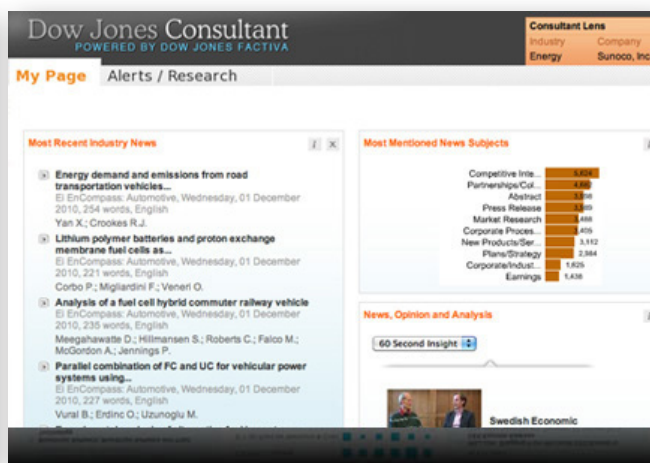 Dow Jones Consultant
POWERED BY DOW JONES FACTIVA
Consultant Lens
Industry Company
Energy Sunoco, Inc
My Page Alerts / Research
Most Recent Industry News
Energy demand and emissions from road
transportation vehicles...
Ei EnCompass: Automotive, Wednesday, 01 December
2010, 254 words, English
Yan X.; Crookes R.J.
Lithium polymer batteries and proton exchange
membrane fuel cells as...
Ei EnCompass: Automotive, Wednesday, 01 December
2010, 221 words, English
Corbo P.; Migliardini F.; Veneri O.
Analysis of a fuel cell hybrid commuter railway vehicle
Ei EnCompass: Automotive, Wednesday, 01 December
2010, 235 words, English
Meegahawatte D.; Hillmansen S.; Roberts C.; Falco M.;
McGordon A.; Jennings P.
Parallel combination of FC and UC for vehicular power
systems using...
Ei EnCompass: Automotive, Wednesday, 01 December
2010, 227 words, English
Vural B.; Erdinc O.; Uzunoglu M.
Most Mentioned News Subjects
Competitive Inte...
Partnerships/Col...
Abstract
Press Release
Market Research
Corporate Proces...
New Products/Ser... 3,112
Plans/Strategy 2,984
Corporate/Indust... 1,625
Earnings 1,438
News, Opinion and Analysis
60 Second Insight
Swedish Economic